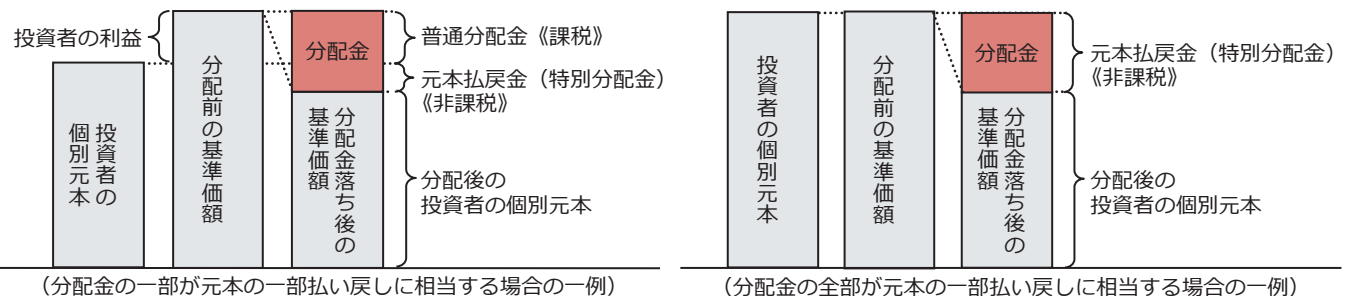 投資者の利益
投資者の
個別元本
分配前の基準価額
分配金
分配金落ち後の
基準価額
普通分配金《課税》
元本払戻金（特別分配金）
《非課税》
分配後の
投資者の個別元本
（分配金の一部が元本の一部払い戻しに相当する場合の一例）
投資者の個別元本
分配前の基準価額
分配金
分配金落ち後の
基準価額
元本払戻金（特別分配金）
《非課税》
分配後の
投資者の個別元本
（分配金の全部が元本の一部払い戻しに相当する場合の一例）